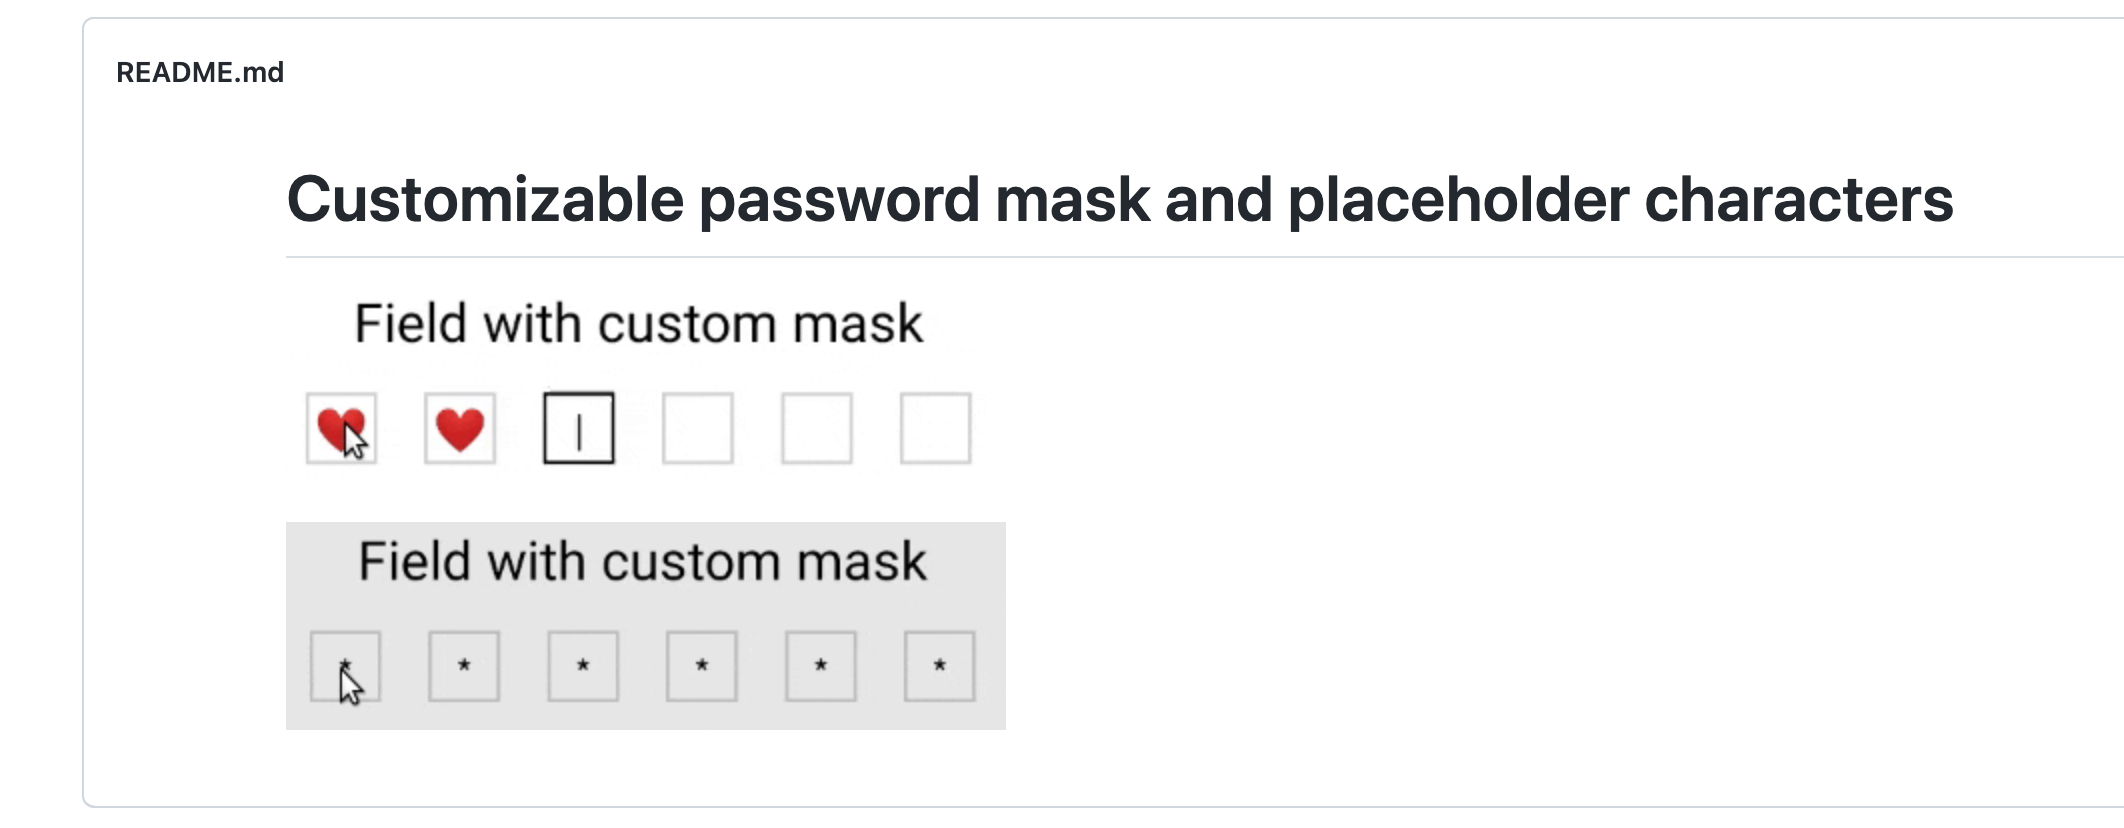 README.md
Customizable password mask and placeholder characters
Field with custom mask
❤️ ❤️ |
Field with custom mask
* * * * * *